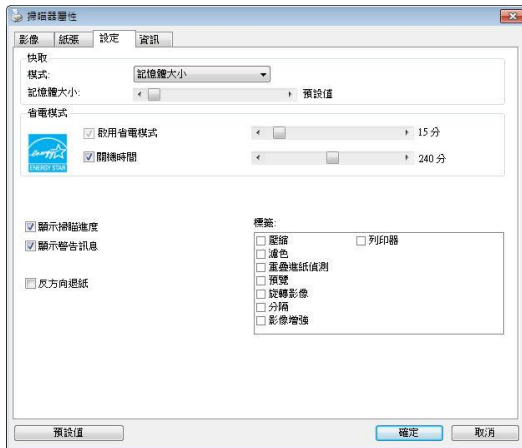 掃瞄器屬性
影像 紙張 設定 資訊
快取
模式: 記憶體大小
記憶體大小: 預設值
省電模式
ENERGY STAR
啟用省電模式 15 分
關機時間 240 分
顯示掃瞄進度
顯示警告訊息
反方向退紙
標籤:
壓縮 列印器
濾色
重疊進紙偵測
預覽
旋轉影像
分隔
影像增強
預設值 確定 取消